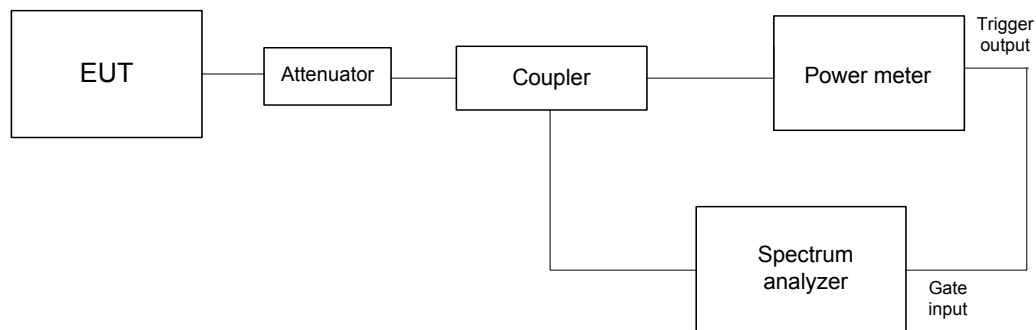 EUT
Attenuator
Coupler
Power meter
Trigger
output
Spectrum
analyzer
Gate
input